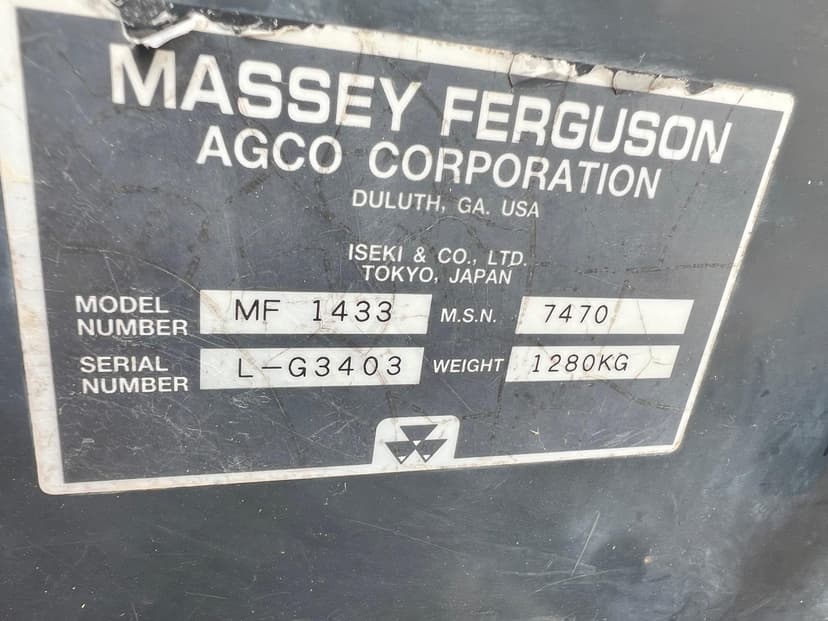 MASSEY FERGUSON
AGCO CORPORATION
DULUTH, GA. USA
ISEKI & CO., LTD.
TOKYO, JAPAN
MODEL NUMBER MF 1433 M.S.N. 7470
SERIAL NUMBER L-G3403 WEIGHT 1280KG